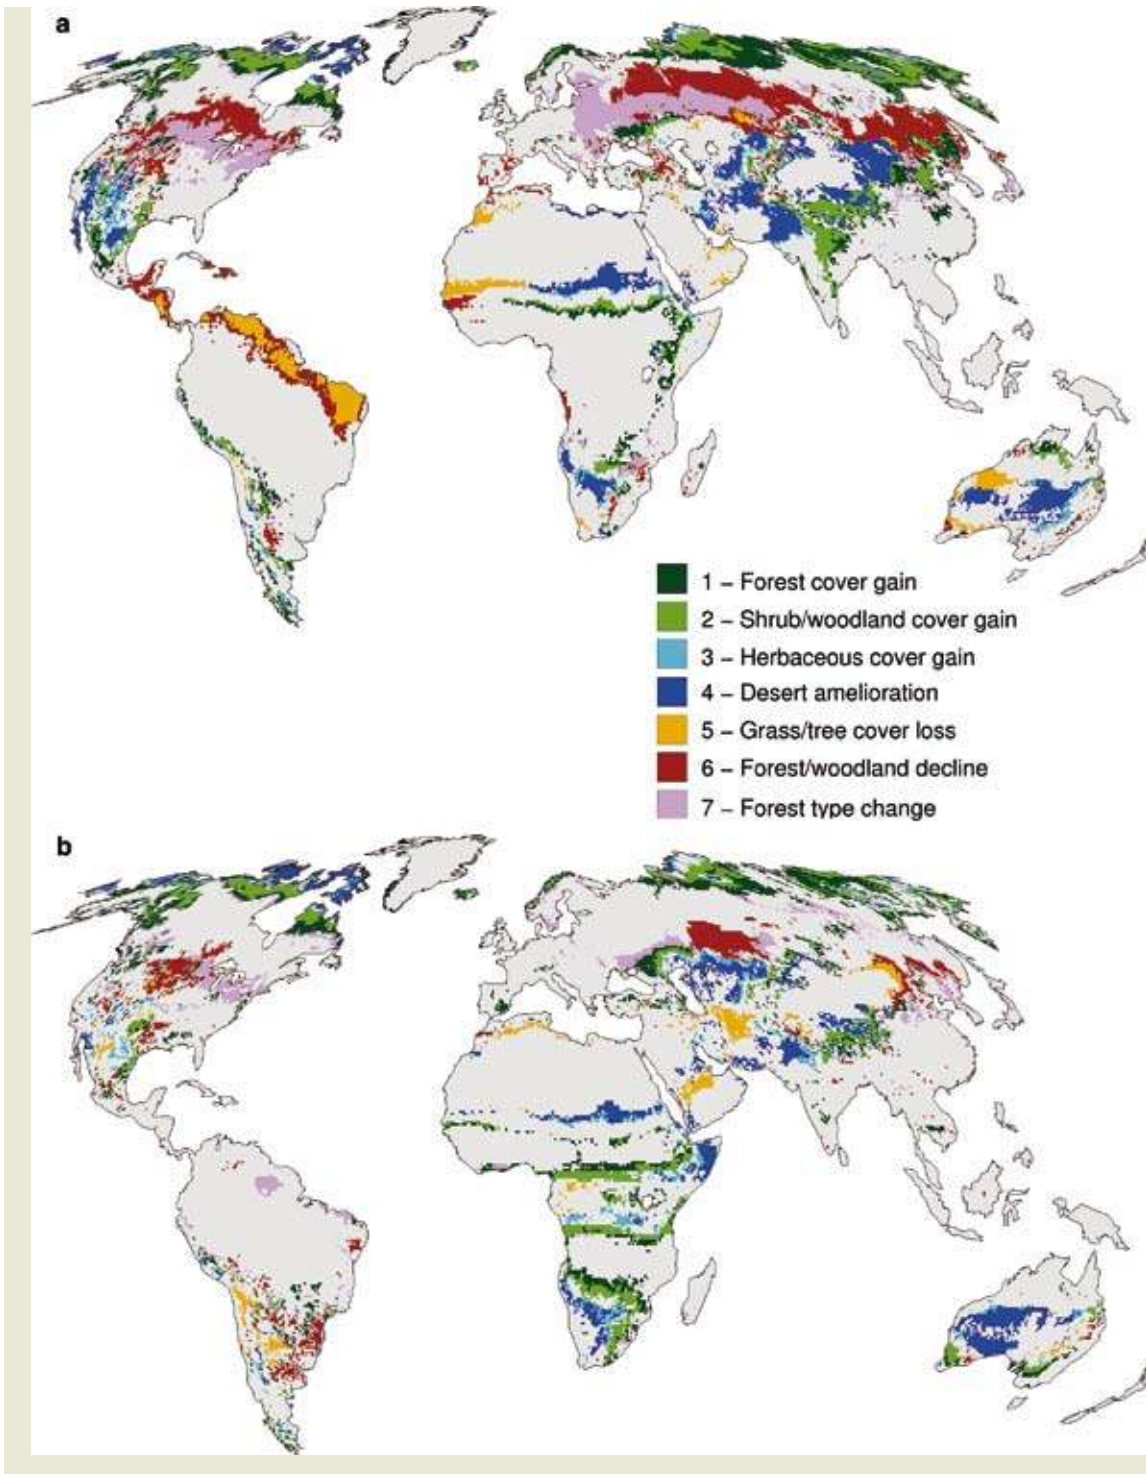 a
1 – Forest cover gain
2 – Shrub/woodland cover gain
3 – Herbaceous cover gain
4 – Desert amelioration
5 – Grass/tree cover loss
6 – Forest/woodland decline
7 – Forest type change
b